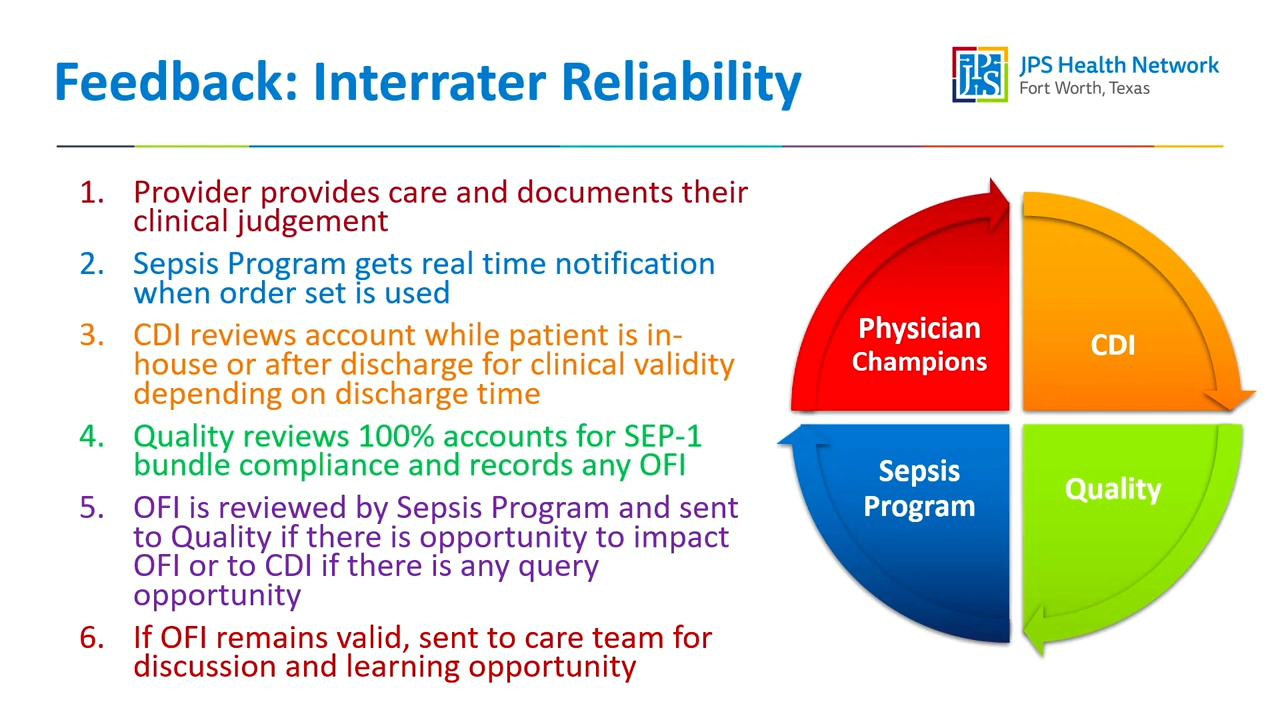 Feedback: Interrater Reliability
JPS Health Network
Fort Worth, Texas
1. Provider provides care and documents their
clinical judgement
2. Sepsis Program gets real time notification
when order set is used
3. CDI reviews account while patient is in-
house or after discharge for clinical validity
depending on discharge time
4. Quality reviews 100% accounts for SEP-1
bundle compliance and records any OFI
5. OFI is reviewed by Sepsis Program and sent
to Quality if there is opportunity to impact
OFI or to CDI if there is any query
opportunity
6. If OFI remains valid, sent to care team for
discussion and learning opportunity
Physician
Champions
CDI
Sepsis
Program
Quality